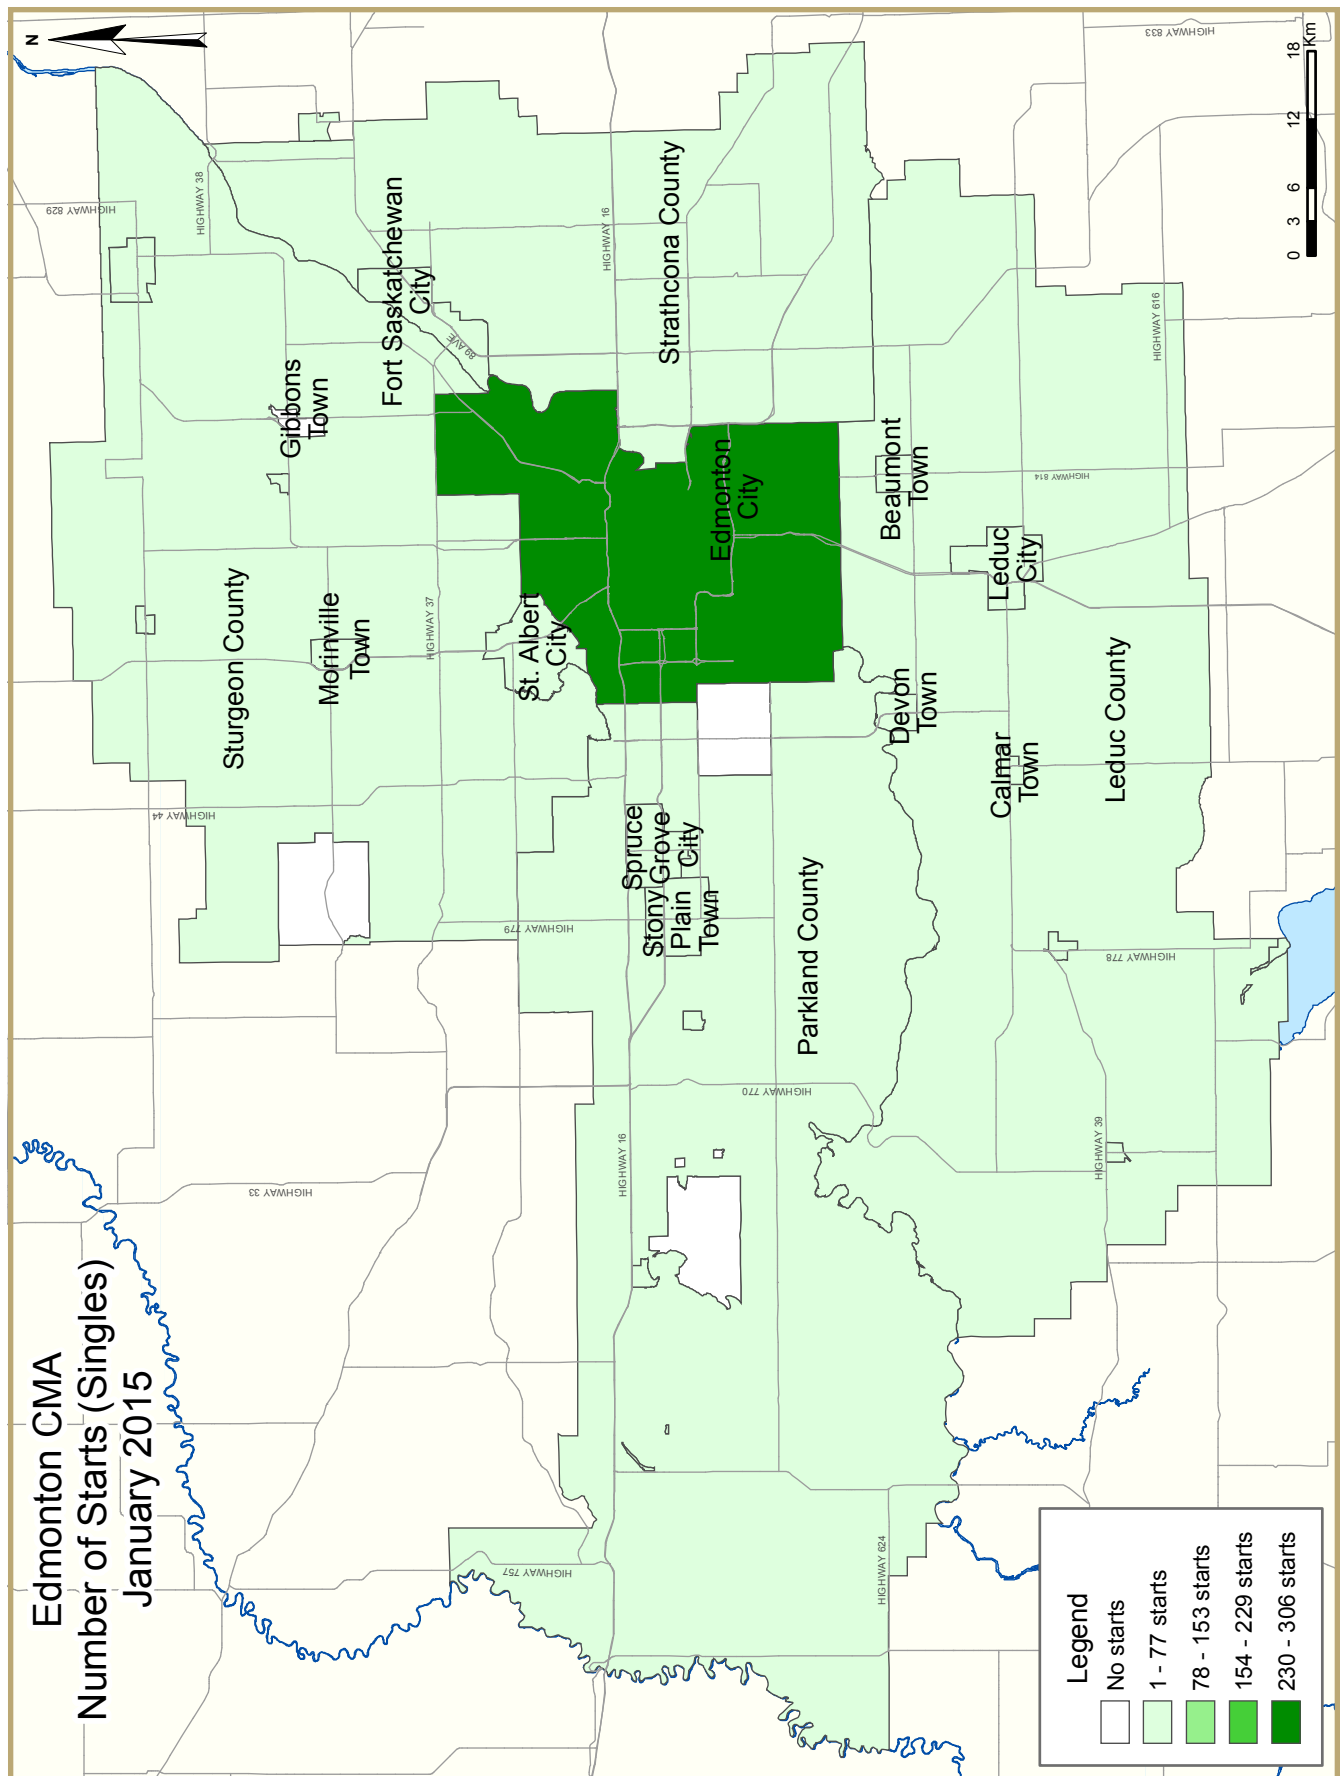 Edmonton CMA
Number of Starts (Singles)
January 2015
N
HIGHWAY 829
HIGHWAY 38
HIGHWAY 833
Gibbons
Town
Fort Saskatchewan
City
89 AVE
HIGHWAY 16
Strathcona County
Sturgeon County
Morinville
Town
HIGHWAY 37
St. Albert
City
Edmonton
City
Beaumont
Town
HIGHWAY 814
HIGHWAY 616
Leduc
City
HIGHWAY 44
HIGHWAY 779
Spruce
Grove
City
Stony
Plain
Town
Parkland County
Devon
Town
Calmar
Town
Leduc County
HIGHWAY 778
HIGHWAY 770
HIGHWAY 39
HIGHWAY 33
HIGHWAY 16
HIGHWAY 757
HIGHWAY 624
0 3 6 12 18
Km
Legend
No starts
1 - 77 starts
78 - 153 starts
154 - 229 starts
230 - 306 starts